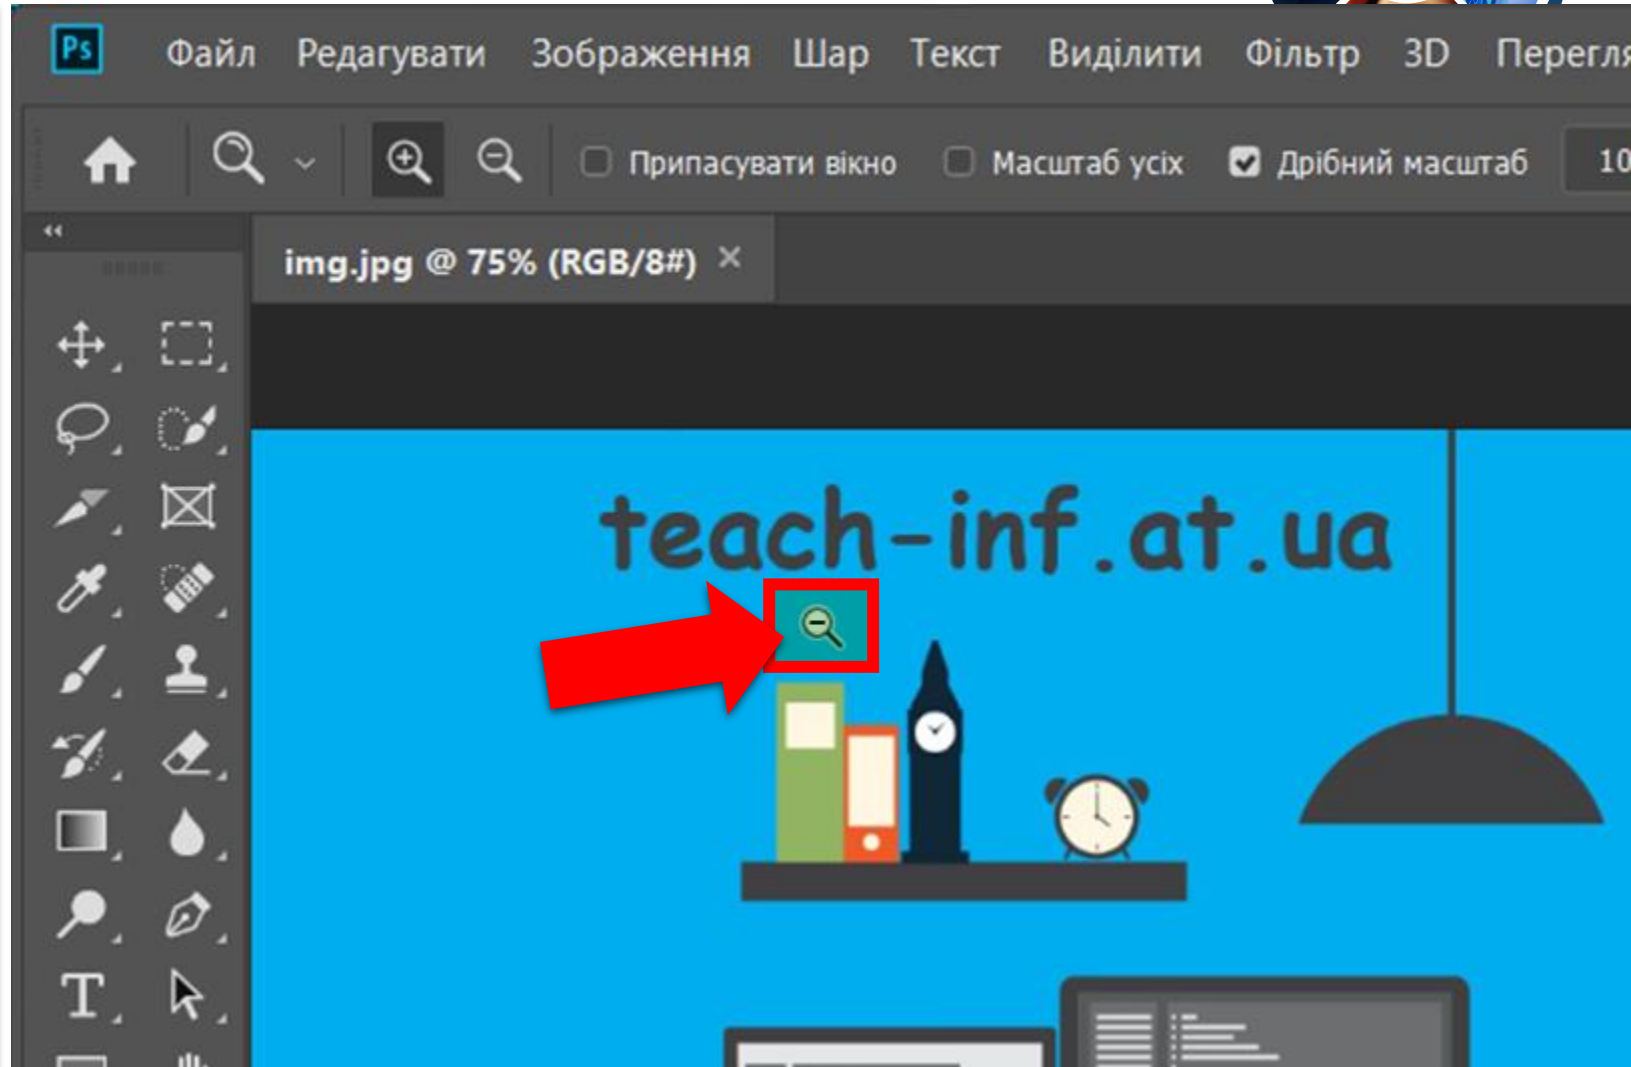 Ps Файл Редагувати Зображення Шар Текст Виділити Фільтр 3D
Припасувати вікно Масштаб усіх Дрібний масштаб 10
img.jpg @ 75% (RGB/8#) ×
teach-inf.at.ua